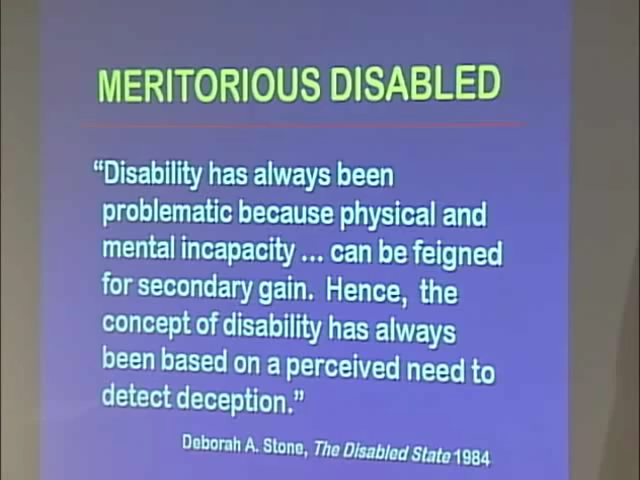 MERITORIOUS DISABLED
“Disability has always been
problematic because physical and
mental incapacity ... can be feigned
for secondary gain. Hence, the
concept of disability has always
been based on a perceived need to
detect deception.”
Deborah A. Stone, The Disabled State 1984